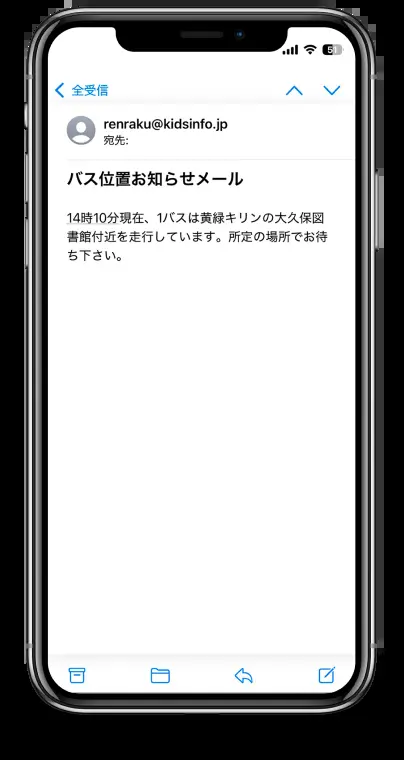 51
全受信
renraku@kidsinfo.jp
宛先:
バス位置お知らせメール
14時10分現在、1バスは黄緑キリンの大久保図
書館付近を走行しています。所定の場所でお待
ち下さい。